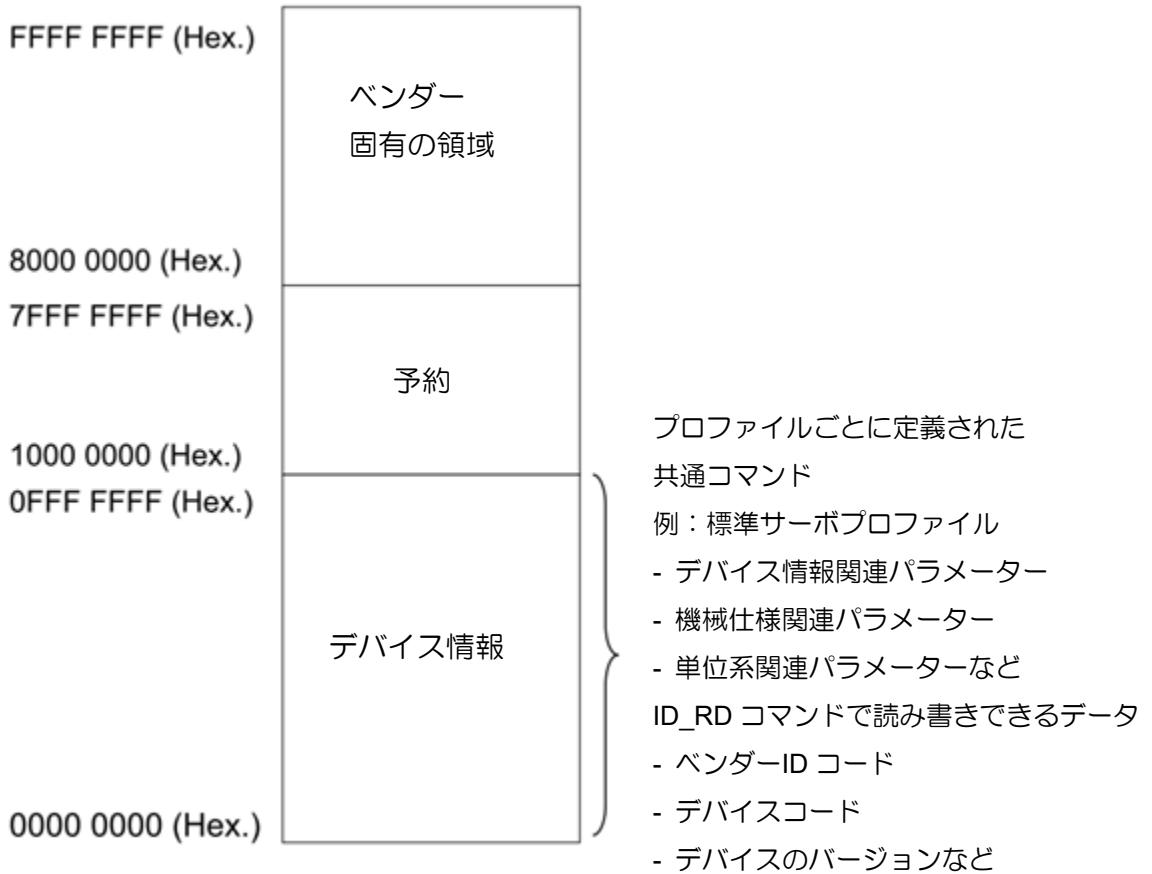 FFFF FFFF (Hex.)
ベンダー
固有の領域
8000 0000 (Hex.)
7FFF FFFF (Hex.)
予約
1000 0000 (Hex.)
0FFF FFFF (Hex.)
デバイス情報
0000 0000 (Hex.)
プロファイルごとに定義された
共通コマンド
例：標準サーボプロファイル
- デバイス情報関連パラメーター
- 機械仕様関連パラメーター
- 単位系関連パラメーターなど
ID_RD コマンドで読み書きできるデータ
- ベンダーID コード
- デバイスコード
- デバイスのバージョンなど